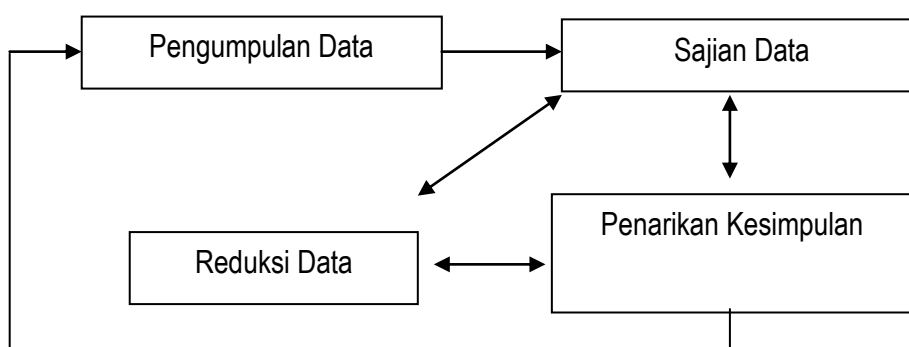 Pengumpulan Data
Sajian Data
Penarikan Kesimpulan
Reduksi Data